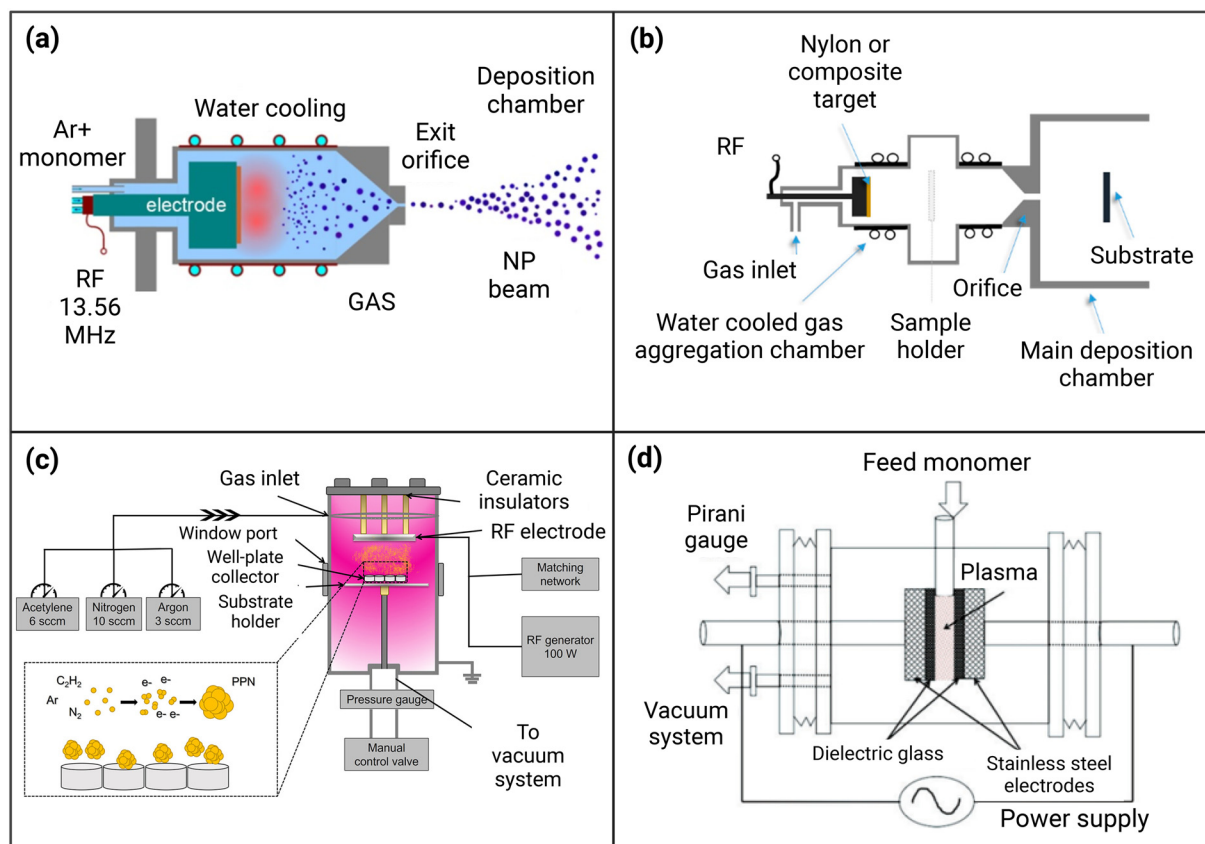 (a)
Deposition
chamber
Water cooling
Ar+
monomer
Exit
orifice
electrode
RF
13.56
MHz
GAS
NP
beam
(b)
Nylon or
composite
target
RF
Gas inlet
Substrate
Orifice
Water cooled gas
aggregation chamber
Sample
holder
Main deposition
chamber
(c)
Gas inlet
Ceramic
insulators
Window port
RF electrode
Well-plate
collector
Matching
network
Substrate
holder
Acetylene
6 sccm
Nitrogen
10 sccm
Argon
3 sccm
RF generator
100 W
C₂H₂
Ar
N₂
e-
e-
e-
e- e-
PPN
Pressure gauge
To
vacuum
system
Manual
control valve
(d)
Feed monomer
Pirani
gauge
Plasma
Vacuum
system
Dielectric glass
Stainless steel
electrodes
Power supply